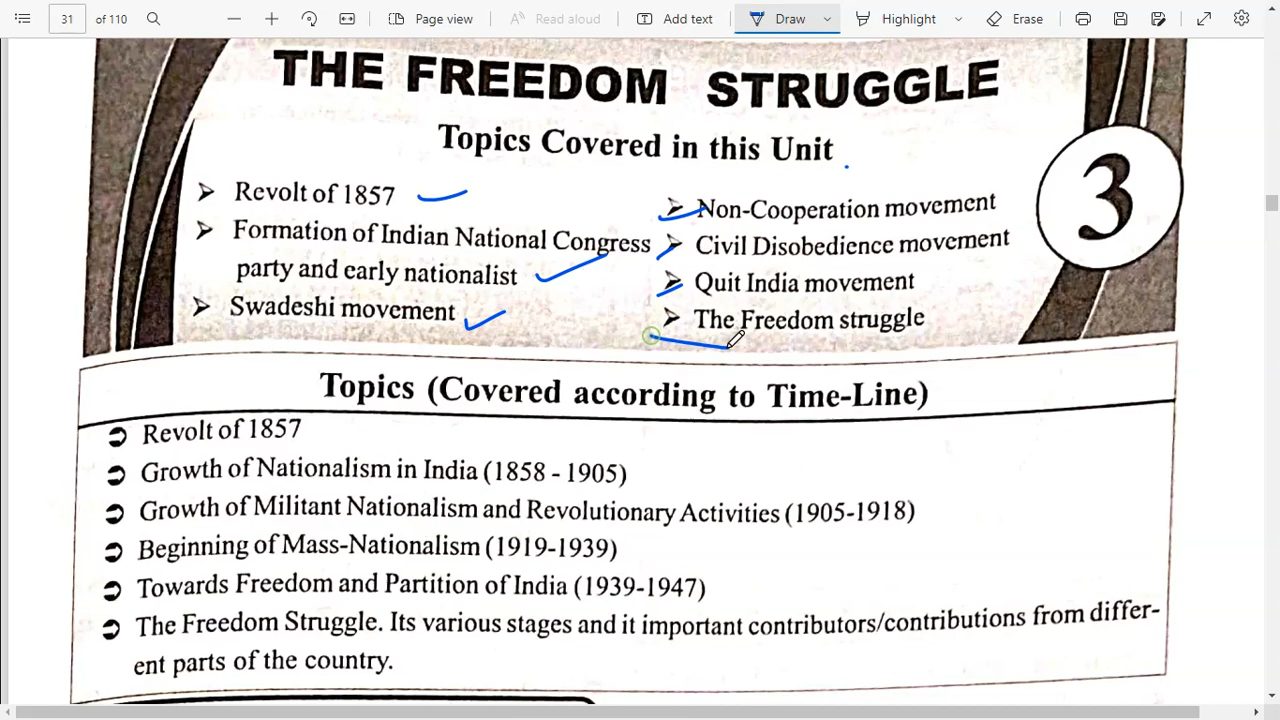 31 of 110 Page view Read aloud Add text Draw Highlight Erase
THE FREEDOM STRUGGLE
Topics Covered in this Unit
3
➢ Revolt of 1857
➢ Formation of Indian National Congress
party and early nationalist
➢ Swadeshi movement
➢ Non-Cooperation movement
➢ Civil Disobedience movement
➢ Quit India movement
➢ The Freedom struggle
Topics (Covered according to Time-Line)
➲ Revolt of 1857
➲ Growth of Nationalism in India (1858 - 1905)
➲ Growth of Militant Nationalism and Revolutionary Activities (1905-1918)
➲ Beginning of Mass-Nationalism (1919-1939)
➲ Towards Freedom and Partition of India (1939-1947)
➲ The Freedom Struggle. Its various stages and it important contributors/contributions from differ-
ent parts of the country.